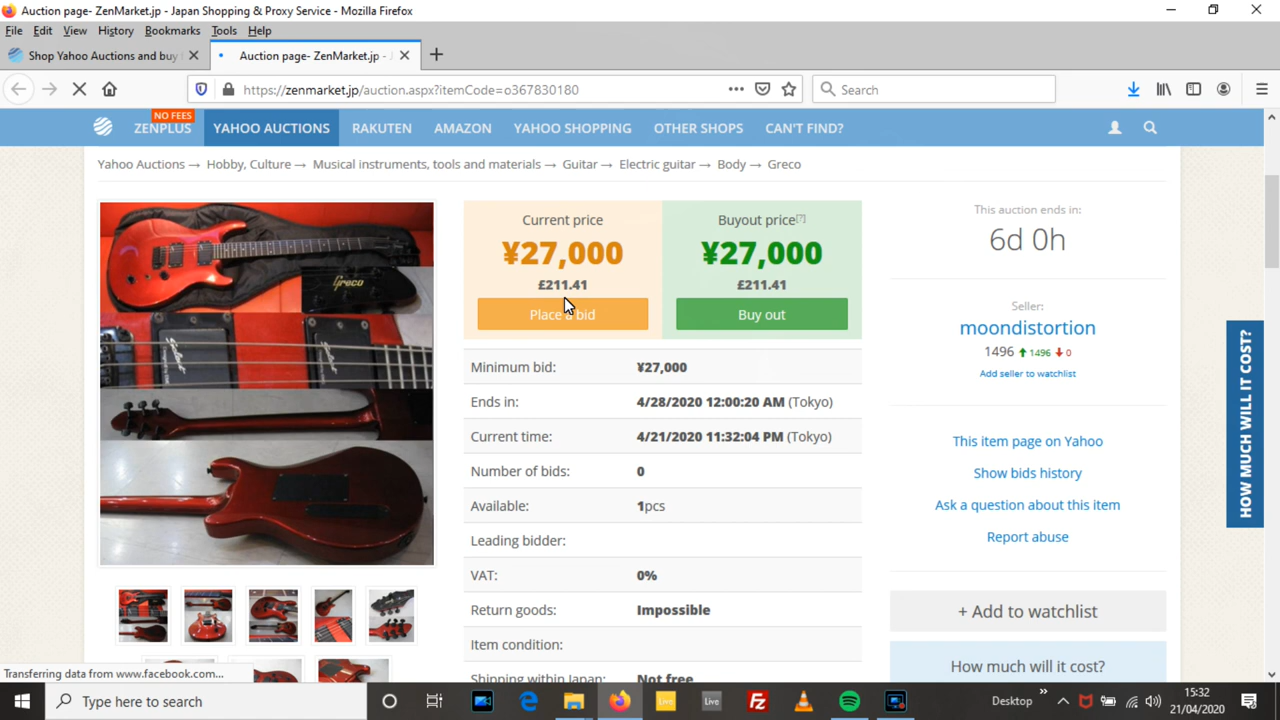 Auction page- ZenMarket.jp - Japan Shopping & Proxy Service - Mozilla Firefox
File Edit View History Bookmarks Tools Help
Shop Yahoo Auctions and buy
Auction page- ZenMarket.jp -
https://zenmarket.jp/auction.aspx?itemCode=o367830180
Search
NO FEES
ZENPLUS YAHOO AUCTIONS RAKUTEN AMAZON YAHOO SHOPPING OTHER SHOPS CAN'T FIND?
Yahoo Auctions → Hobby, Culture → Musical instruments, tools and materials → Guitar → Electric guitar → Body → Greco
Greco
Current price
¥27,000
£211.41
Place a bid
Buyout price[?]
¥27,000
£211.41
Buy out
Minimum bid: ¥27,000
Ends in: 4/28/2020 12:00:20 AM (Tokyo)
Current time: 4/21/2020 11:32:04 PM (Tokyo)
Number of bids: 0
Available: 1pcs
Leading bidder:
VAT: 0%
Return goods: Impossible
Item condition:
Shipping within Japan: Not free
This auction ends in:
6d 0h
Seller:
moondistortion
1496 1496 0
Add seller to watchlist
This item page on Yahoo
Show bids history
Ask a question about this item
Report abuse
+ Add to watchlist
How much will it cost?
HOW MUCH WILL IT COST?
Transferring data from www.facebook.com...
Type here to search
Live
Live
Desktop
15:32
21/04/2020